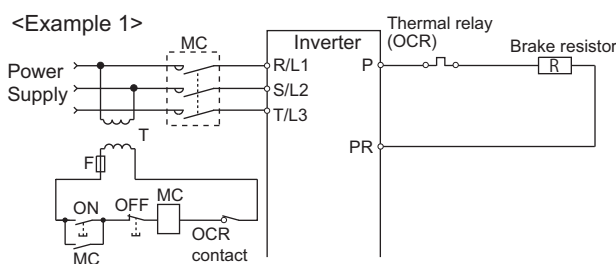 <Example 1>
MC
Inverter
Thermal relay
(OCR)
Brake resistor
Power
Supply
R/L1
S/L2
T/L3
P
R
PR
T
F
ON
OFF
MC
MC
OCR
contact